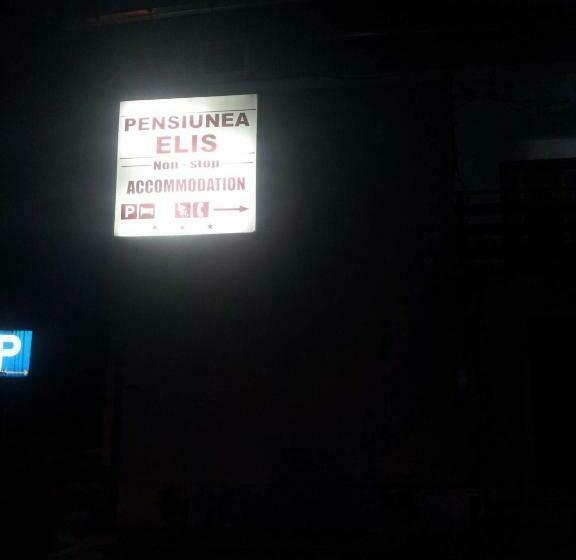 PENSIUNEA
ELIS
Non - stop
ACCOMMODATION
P
P